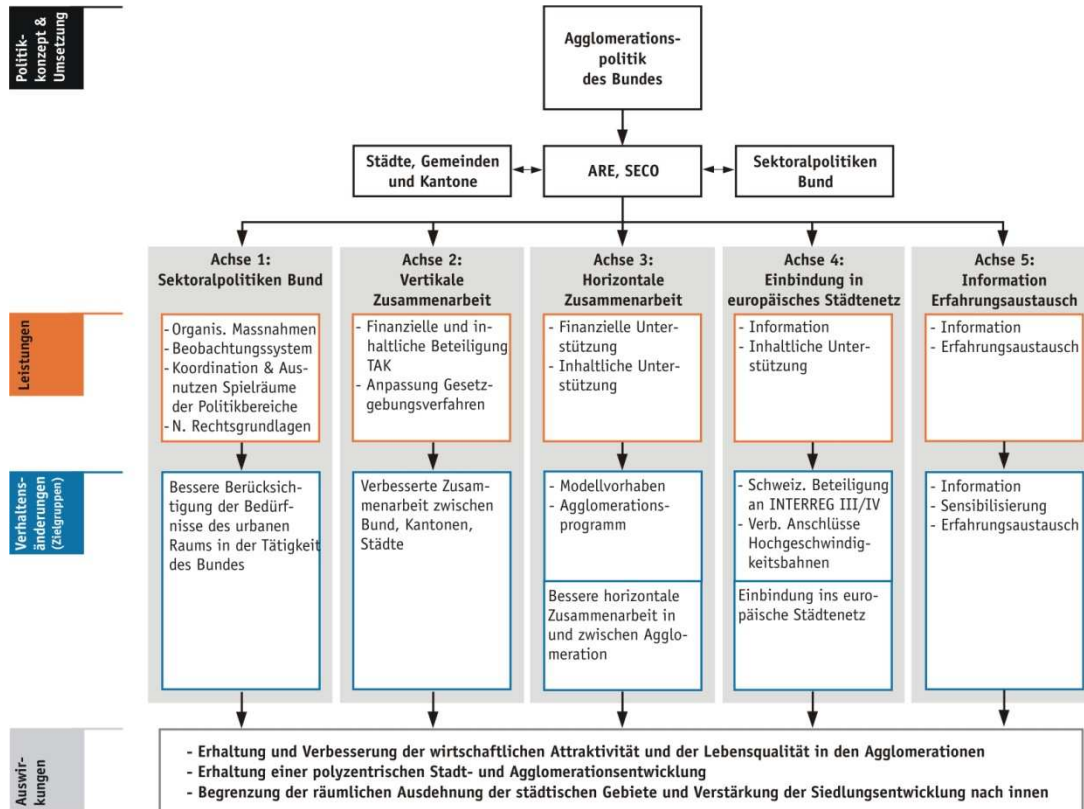 Politik-
konzept &
Umsetzung
Agglomerations-
politik
des Bundes
Städte, Gemeinden
und Kantone
ARE, SECO
Sektoralpolitiken
Bund
Achse 1:
Sektoralpolitiken Bund
Achse 2:
Vertikale
Zusammenarbeit
Achse 3:
Horizontale
Zusammenarbeit
Achse 4:
Einbindung in
europäisches Städtenetz
Achse 5:
Information
Erfahrungsaustausch
Leistungen
- Organis. Massnahmen
- Beobachtungssystem
- Koordination & Aus-
nutzen Spielräume
der Politikbereiche
- N. Rechtsgrundlagen
- Finanzielle und in-
haltliche Beteiligung
TAK
- Anpassung Gesetz-
gebungsverfahren
- Finanzielle Unter-
stützung
- Inhaltliche Unter-
stützung
- Information
- Inhaltliche Unter-
stützung
- Information
- Erfahrungsaustausch
Verhaltens-
änderungen
(Zielgruppen)
Bessere Berücksich-
tigung der Bedürf-
nisse des urbanen
Raums in der Tätigkeit
des Bundes
Verbesserte Zusam-
menarbeit zwischen
Bund, Kantonen,
Städte
- Modellvorhaben
- Agglomerations-
programm
Bessere horizontale
Zusammenarbeit in
und zwischen Agglo-
meration
- Schweiz. Beteiligung
an INTERREG III/IV
- Verb. Anschlüsse
Hochgeschwindig-
keitsbahnen
Einbindung ins euro-
päische Städtenetz
- Information
- Sensibilisierung
- Erfahrungsaustausch
Auswir-
kungen
- Erhaltung und Verbesserung der wirtschaftlichen Attraktivität und der Lebensqualität in den Agglomerationen
- Erhaltung einer polyzentrischen Stadt- und Agglomerationsentwicklung
- Begrenzung der räumlichen Ausdehnung der städtischen Gebiete und Verstärkung der Siedlungsentwicklung nach innen